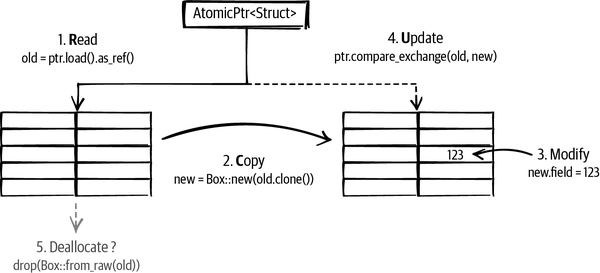 AtomicPtr<Struct>
1. Read
old = ptr.load().as_ref()
4. Update
ptr.compare_exchange(old, new)
2. Copy
new = Box::new(old.clone())
123
3. Modify
new.field = 123
5. Deallocate ?
drop(Box::from_raw(old))